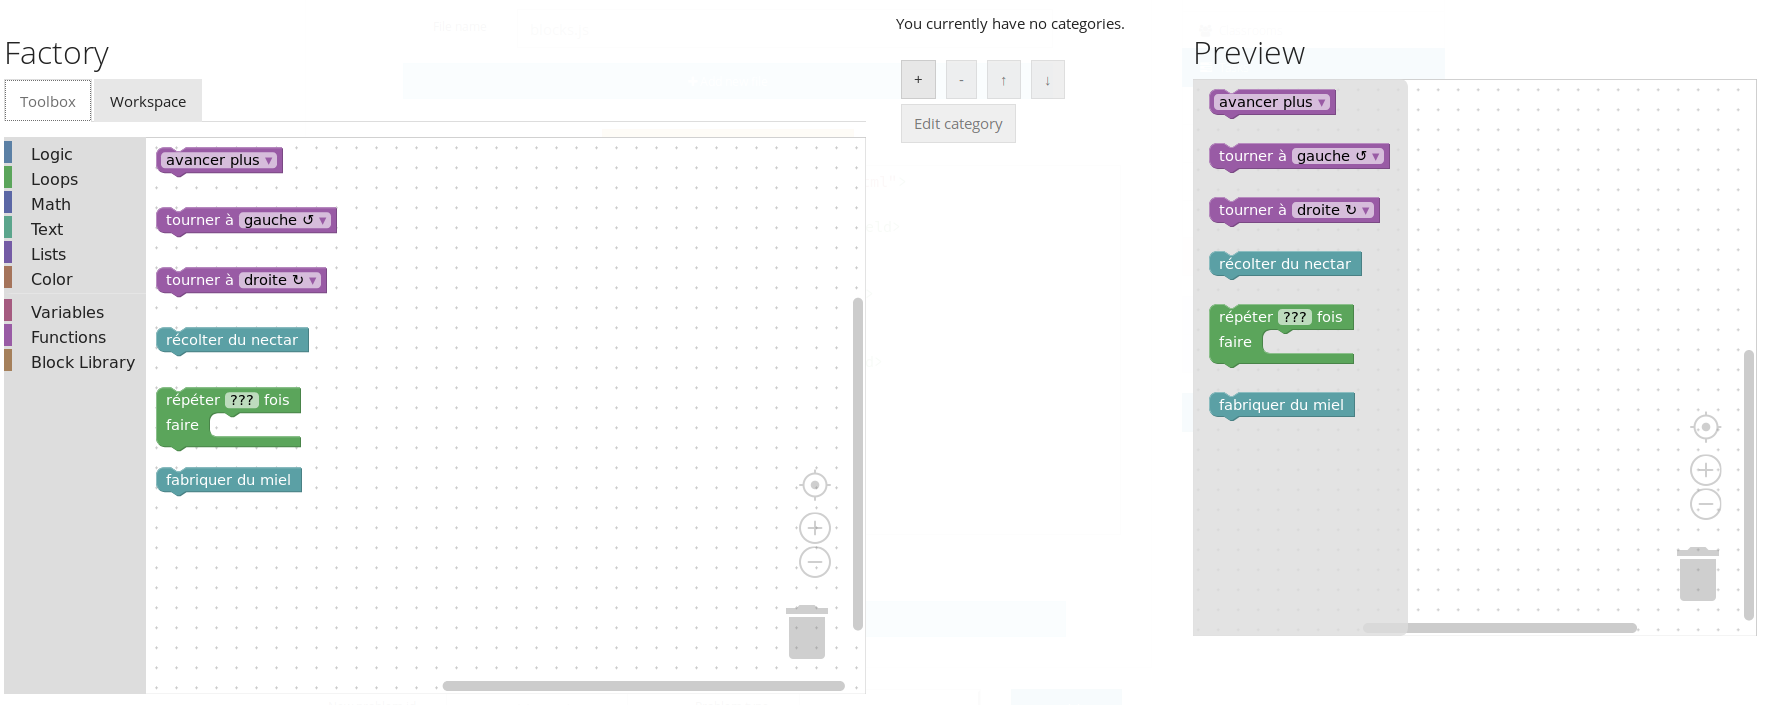 You currently have no categories.
Factory
Preview
+ - ↑ ↓
Toolbox
Workspace
Edit category
Logic
Loops
Math
Text
Lists
Color
Variables
Functions
Block Library
avancer plus ▾
tourner à gauche ↺ ▾
tourner à droite ↻ ▾
récolter du nectar
répéter ??? fois
faire
fabriquer du miel
avancer plus ▾
tourner à gauche ↺ ▾
tourner à droite ↻ ▾
récolter du nectar
répéter ??? fois
faire
fabriquer du miel